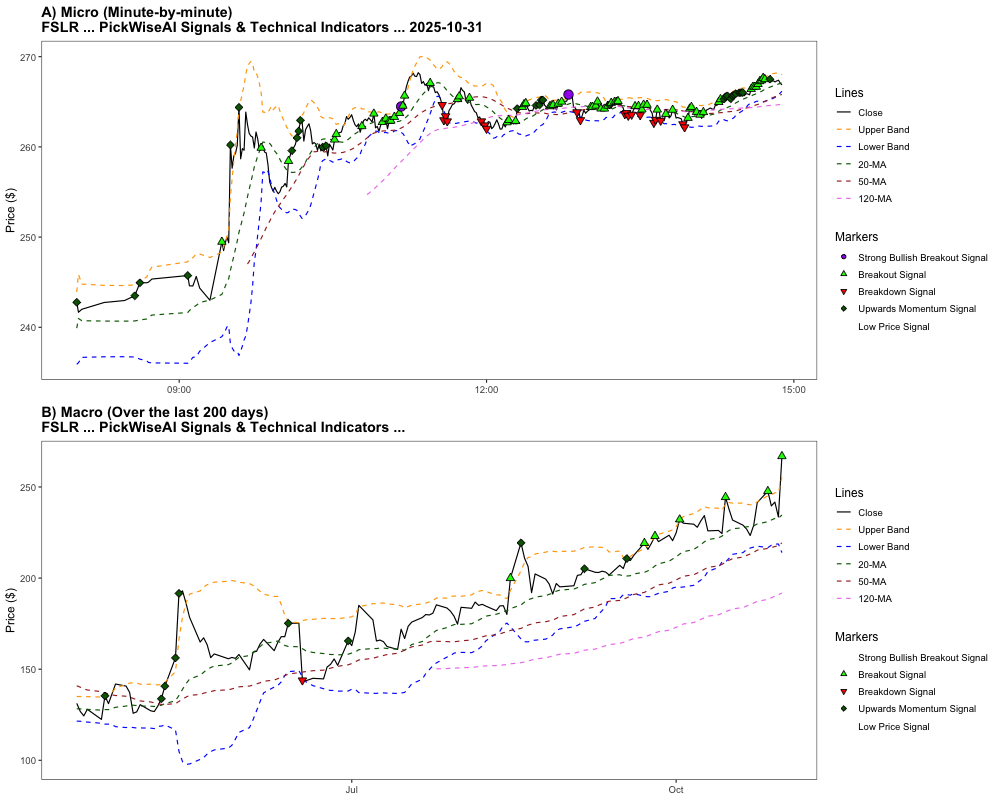 A) Micro (Minute-by-minute)
FSLR ... PickWiseAI Signals & Technical Indicators ... 2025-10-31
Price ($)
270
260
250
240
09:00
12:00
15:00
Lines
Close
Upper Band
Lower Band
20-MA
50-MA
120-MA
Markers
Strong Bullish Breakout Signal
Breakout Signal
Breakdown Signal
Upwards Momentum Signal
Low Price Signal
B) Macro (Over the last 200 days)
FSLR ... PickWiseAI Signals & Technical Indicators ...
Price ($)
250
200
150
100
Jul
Oct
Lines
Close
Upper Band
Lower Band
20-MA
50-MA
120-MA
Markers
Strong Bullish Breakout Signal
Breakout Signal
Breakdown Signal
Upwards Momentum Signal
Low Price Signal